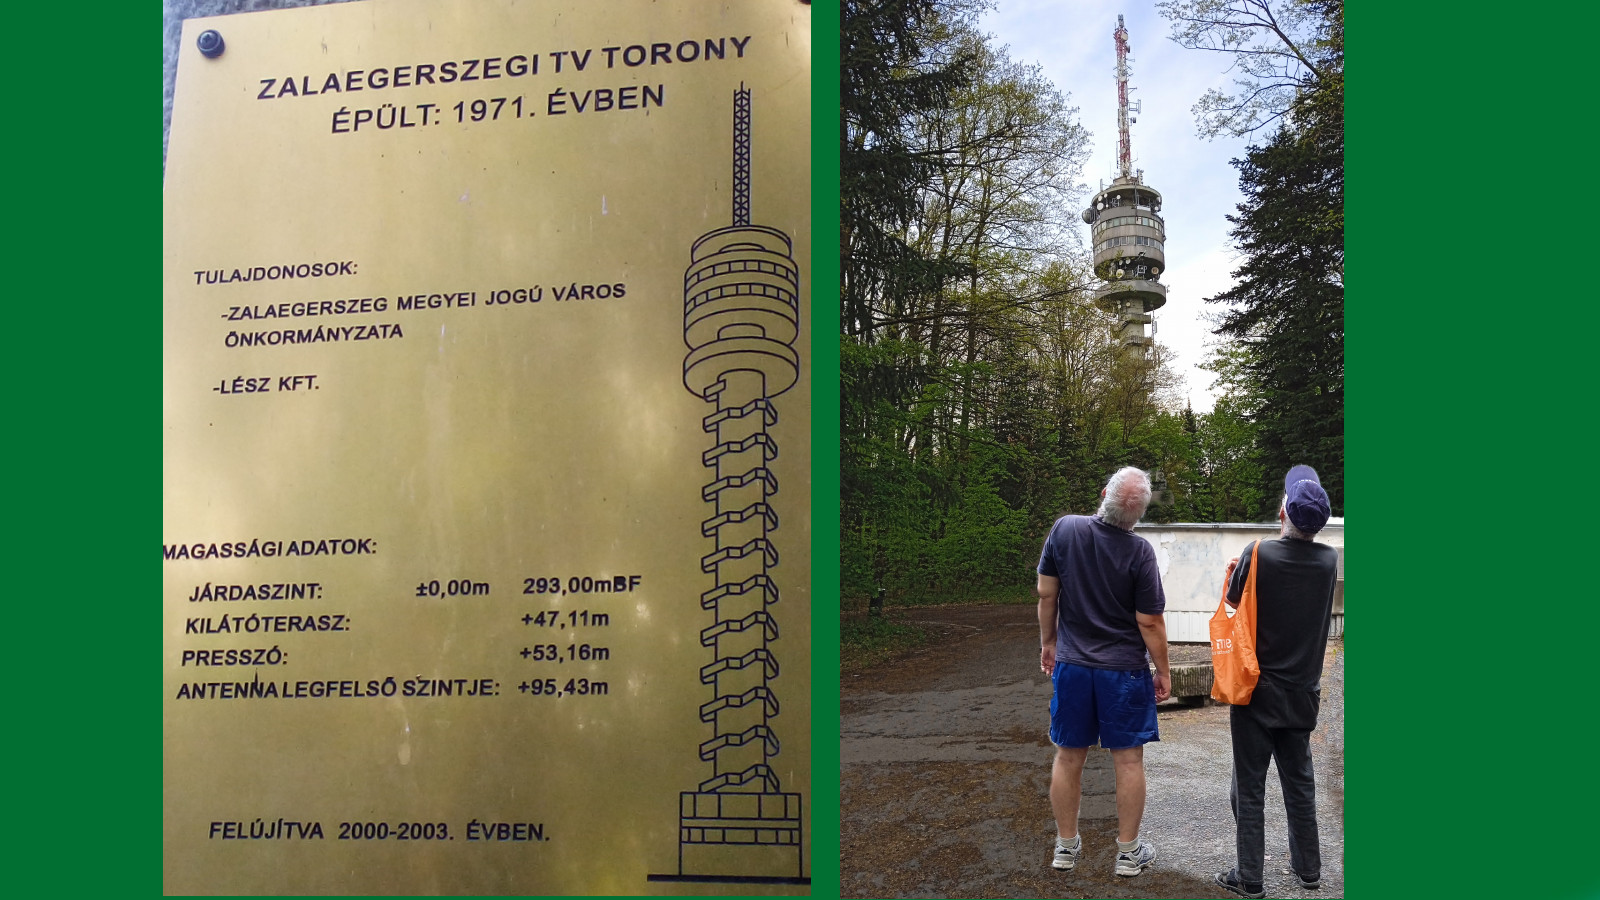 ZALAEGERSZEGI TV TORONY
ÉPÜLT: 1971. ÉVBEN
TULAJDONOSOK:
-ZALAEGERSZEG MEGYEI JOGÚ VÁROS
ÖNKORMÁNYZATA
-LÉSZ KFT.
MAGASSÁGI ADATOK:
JÁRDASZINT: ±0,00m 293,00mBF
KILÁTÓTERASZ: +47,11m
PRESSZÓ: +53,16m
ANTENNA LEGFELSŐ SZINTJE: +95,43m
FELÚJÍTVA 2000-2003. ÉVBEN.